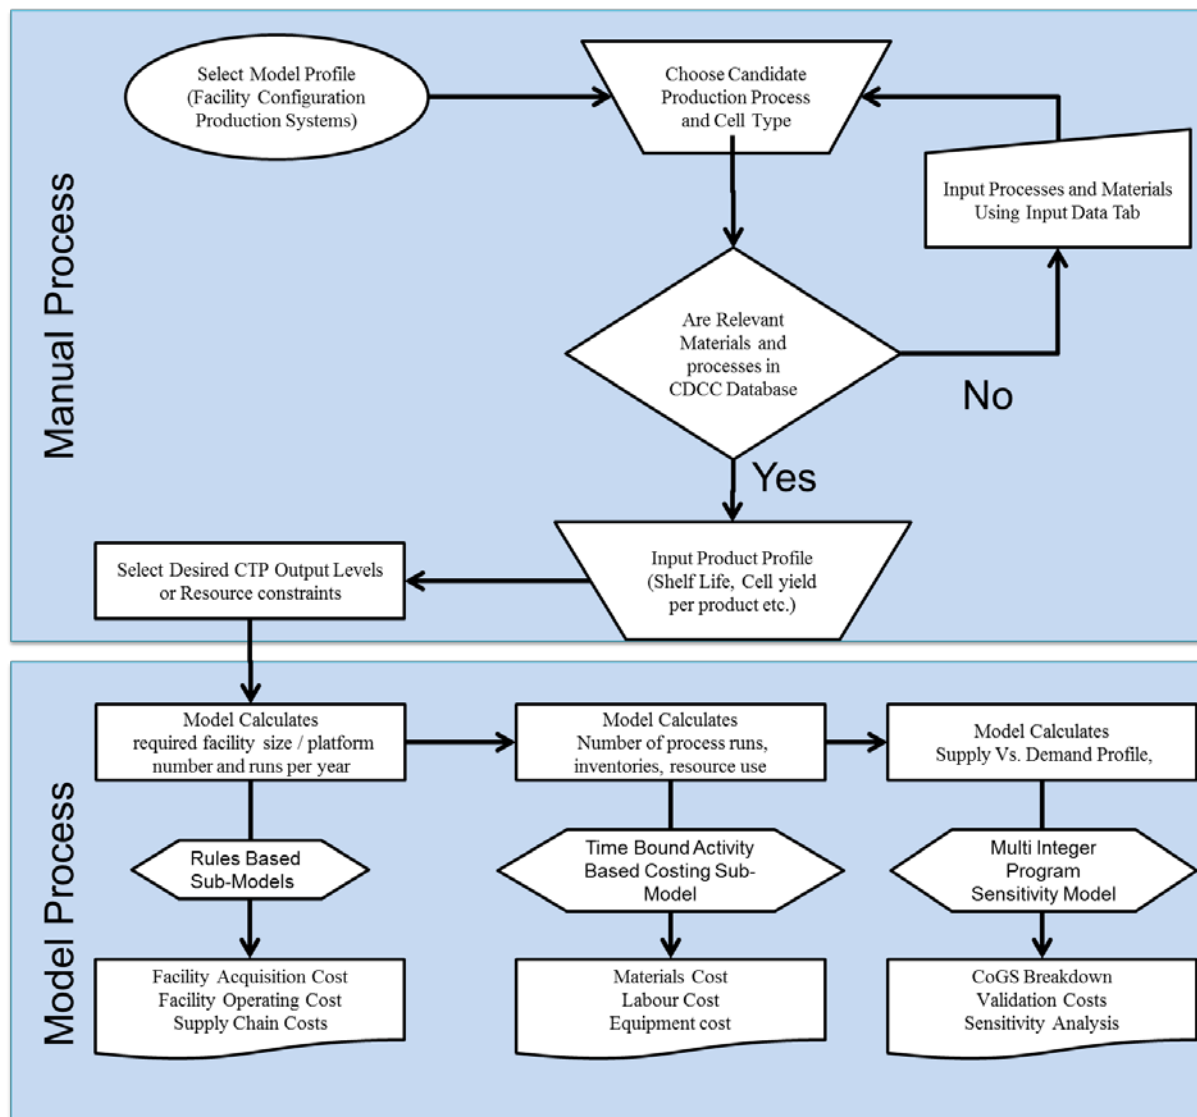 Manual Process
Select Model Profile
(Facility Configuration
Production Systems)
Choose Candidate
Production Process
and Cell Type
Input Processes and Materials
Using Input Data Tab
Are Relevant
Materials and
processes in
CDCC Database
No
Yes
Input Product Profile
(Shelf Life, Cell yield
per product etc.)
Select Desired CTP Output Levels
or Resource constraints
Model Process
Model Calculates
required facility size / platform
number and runs per year
Model Calculates
Number of process runs,
inventories, resource use
Model Calculates
Supply Vs. Demand Profile,
Rules Based
Sub-Models
Time Bound Activity
Based Costing Sub-
Model
Multi Integer
Program
Sensitivity Model
Facility Acquisition Cost
Facility Operating Cost
Supply Chain Costs
Materials Cost
Labour Cost
Equipment cost
CoGS Breakdown
Validation Costs
Sensitivity Analysis